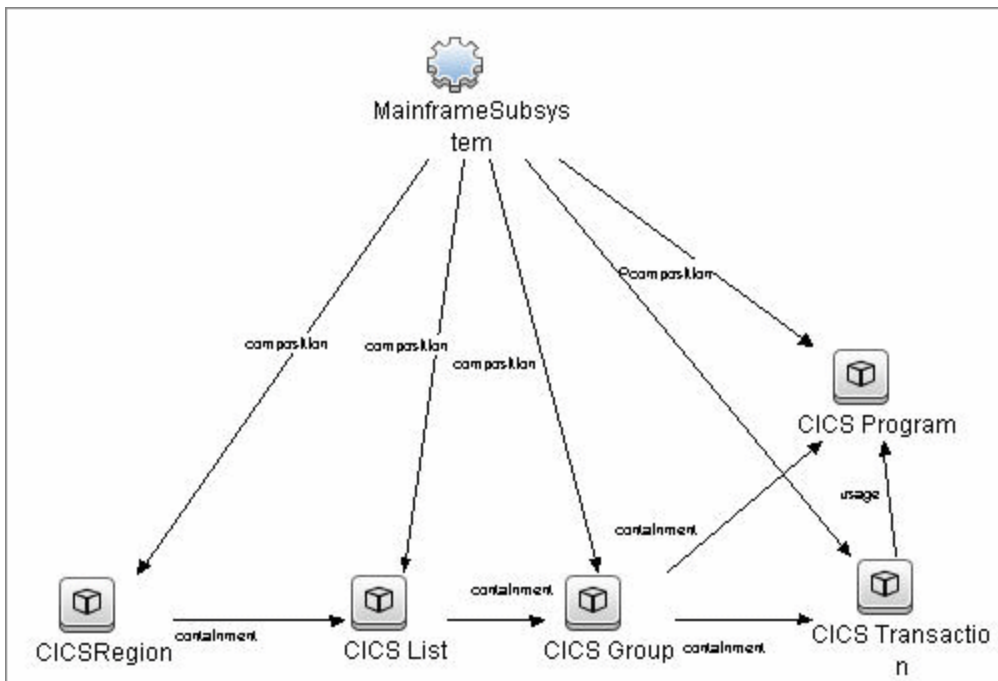 MainframeSubsys
tem
composition
composition
composition
composition
CICS Program
usage
containment
containment
containment
containment
CICSRegion
CICS List
CICS Group
CICS Transactio
n